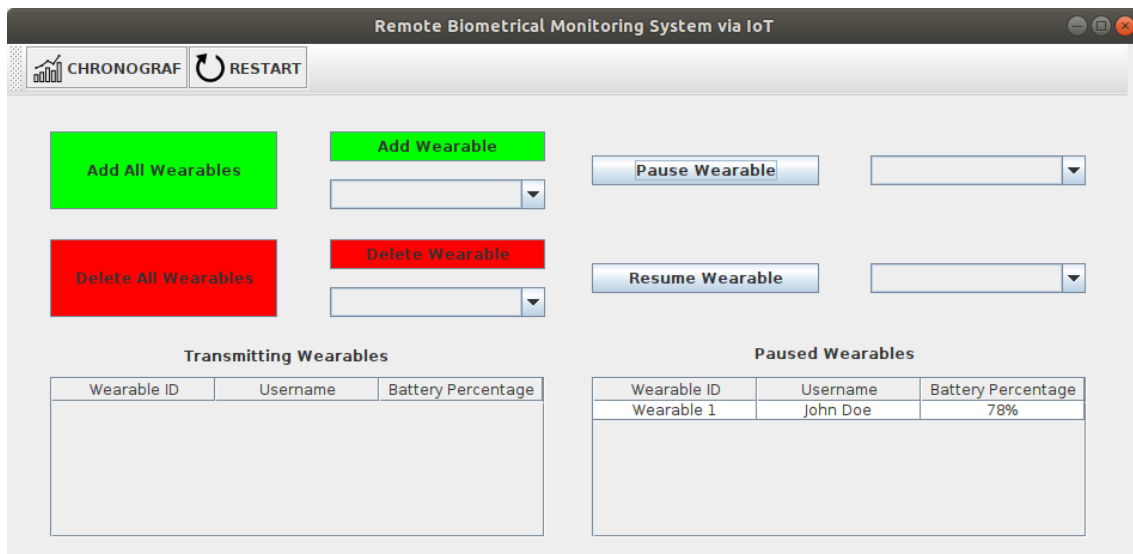 Remote Biometrical Monitoring System via IoT
CHRONOGRAF RESTART
Add All Wearables
Add Wearable
Pause Wearable
Delete All Wearables
Delete Wearable
Resume Wearable
Transmitting Wearables
Wearable ID Username Battery Percentage
Paused Wearables
Wearable ID Username Battery Percentage
Wearable 1 John Doe 78%